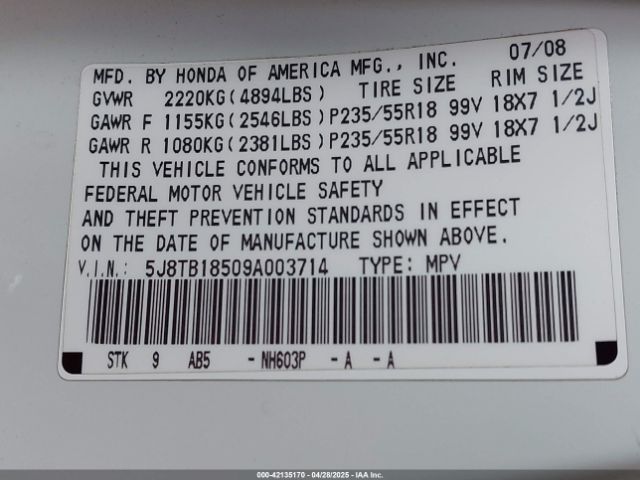 07/08
MFD. BY HONDA OF AMERICA MFG., INC.
GVWR 2220KG(4894LBS) TIRE SIZE RIM SIZE
GAWR F 1155KG(2546LBS)P235/55R18 99V 18X7 1/2J
GAWR R 1080KG(2381LBS)P235/55R18 99V 18X7 1/2J
THIS VEHICLE CONFORMS TO ALL APPLICABLE
FEDERAL MOTOR VEHICLE SAFETY
AND THEFT PREVENTION STANDARDS IN EFFECT
ON THE DATE OF MANUFACTURE SHOWN ABOVE.
V.I.N.: 5J8TB18509A003714 TYPE: MPV
STK 9 AB5 -NH603P -A -A
000-42135170 - 04/28/2025 - IAA Inc.